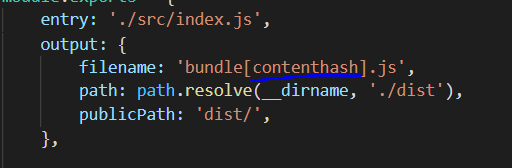 module.exports = {
entry: './src/index.js',
output: {
filename: 'bundle[contenthash].js',
path: path.resolve(__dirname, './dist'),
publicPath: 'dist/',
},